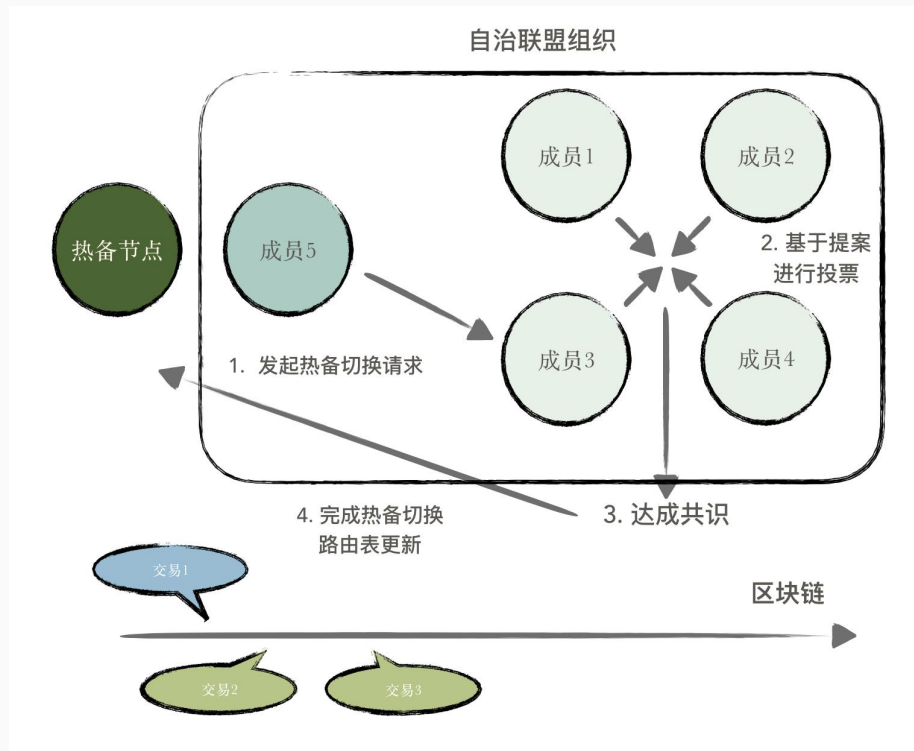 自治联盟组织
成员1
成员2
热备节点
成员5
2. 基于提案
进行投票
成员3
成员4
1. 发起热备切换请求
4. 完成热备切换
路由表更新
3. 达成共识
交易1
区块链
交易2
交易3